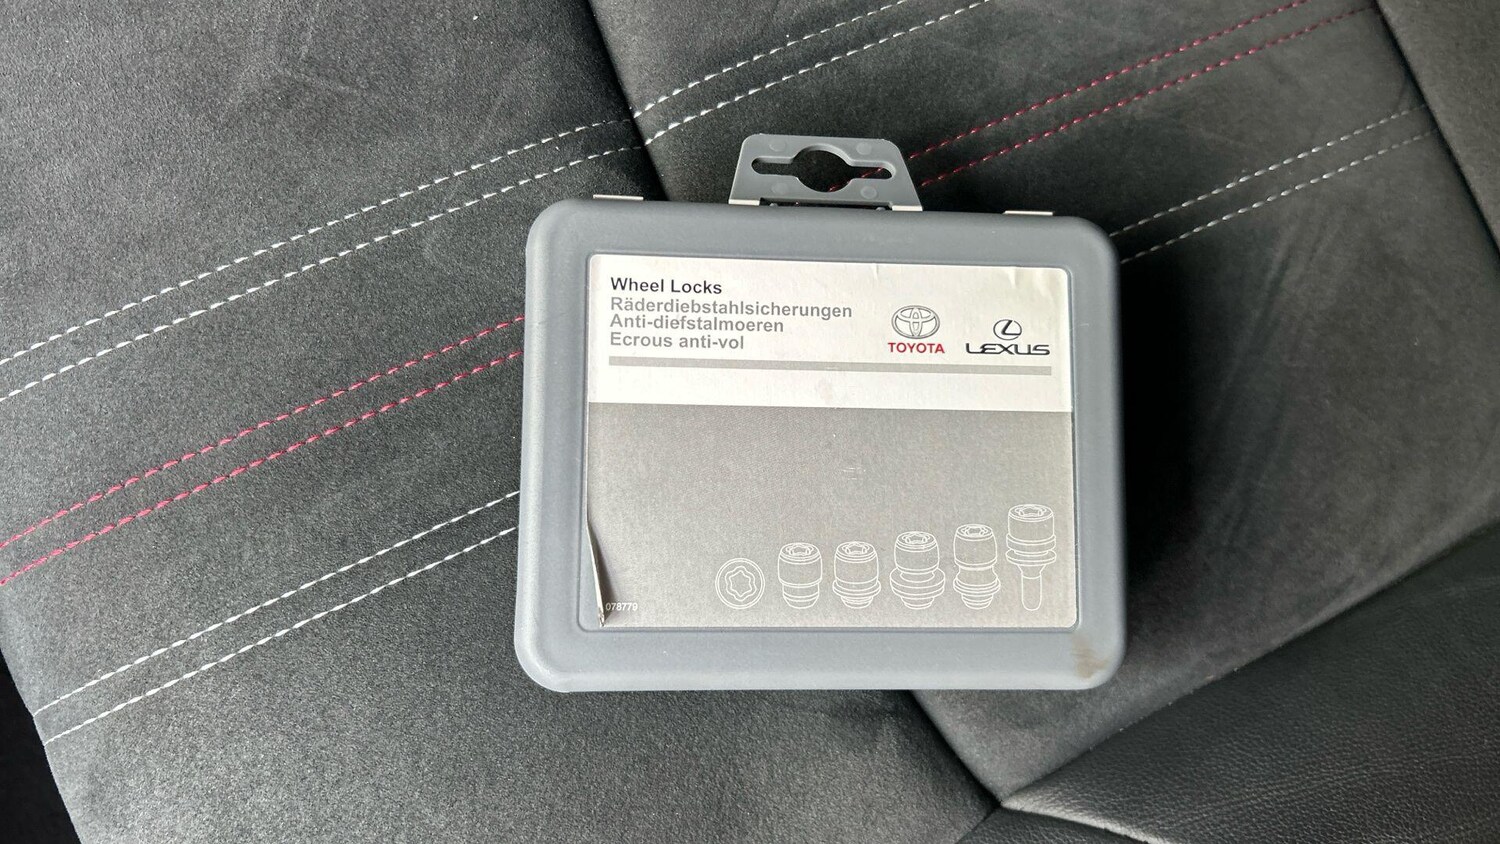 Wheel Locks
Räderdiebstahlsicherungen
Anti-diefstalmoeren
Ecrous anti-vol
TOYOTA
LEXUS
078779